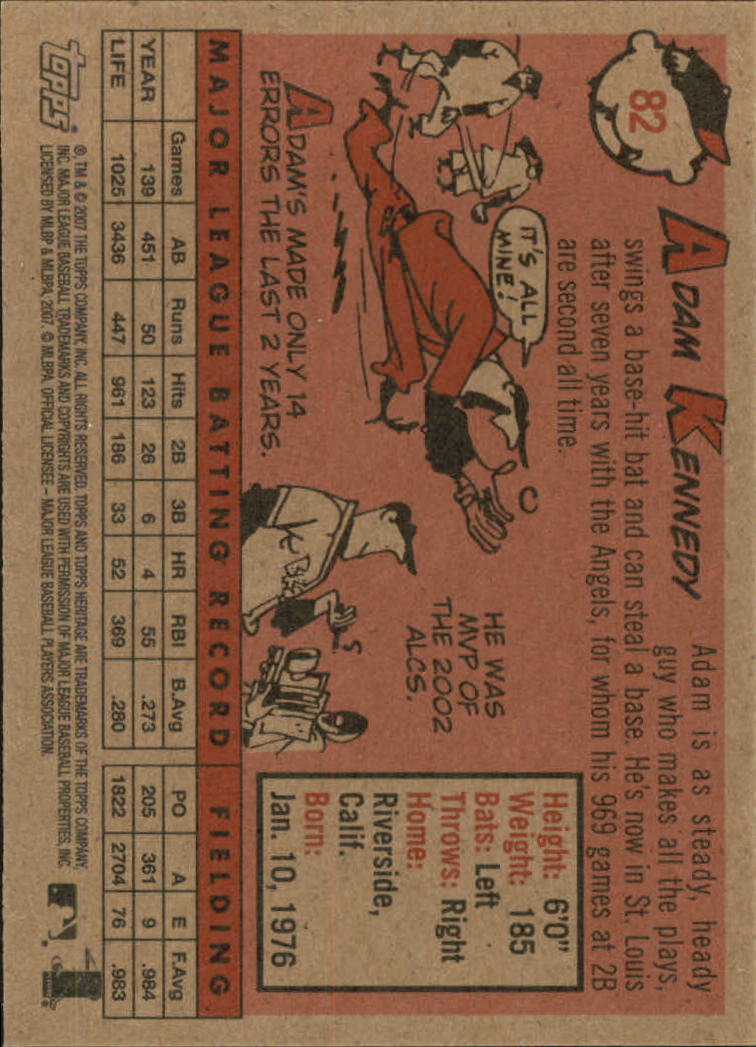 82
ADAM KENNEDY
Adam is as steady, heady
guy who makes all the plays,
swings a base-hit bat and can steal a base. He's now in St. Louis
after seven years with the Angels, for whom his 969 games at 2B
are second all time.
IT'S ALL
MINE!
ADAM'S MADE ONLY 14
ERRORS THE LAST 2 YEARS.
HE WAS
MVP OF
THE 2002
ALCS.
Height: 6'0"
Weight: 185
Bats: Left
Throws: Right
Home:
Riverside,
Calif.
Born:
Jan. 10, 1976
MAJOR LEAGUE BATTING RECORD FIELDING
Games AB Runs Hits 2B 3B HR RBI B.Avg PO A E F.Avg
YEAR 139 451 50 123 26 6 4 55 .273 205 361 9 .984
LIFE 1025 3436 447 961 186 33 52 369 .280 1822 2704 76 .983
TOPPS ®, TM & © 2007 THE TOPPS COMPANY, INC. ALL RIGHTS RESERVED. TOPPS AND TOPPS HERITAGE ARE TRADEMARKS OF THE TOPPS COMPANY,
INC. MAJOR LEAGUE BASEBALL TRADEMARKS AND COPYRIGHTS ARE USED WITH PERMISSION OF MAJOR LEAGUE BASEBALL PROPERTIES, INC.
LICENSED BY MLBP & MLBPA, 2007. © MLBPA. OFFICIAL LICENSEE – MAJOR LEAGUE BASEBALL PLAYERS ASSOCIATION.